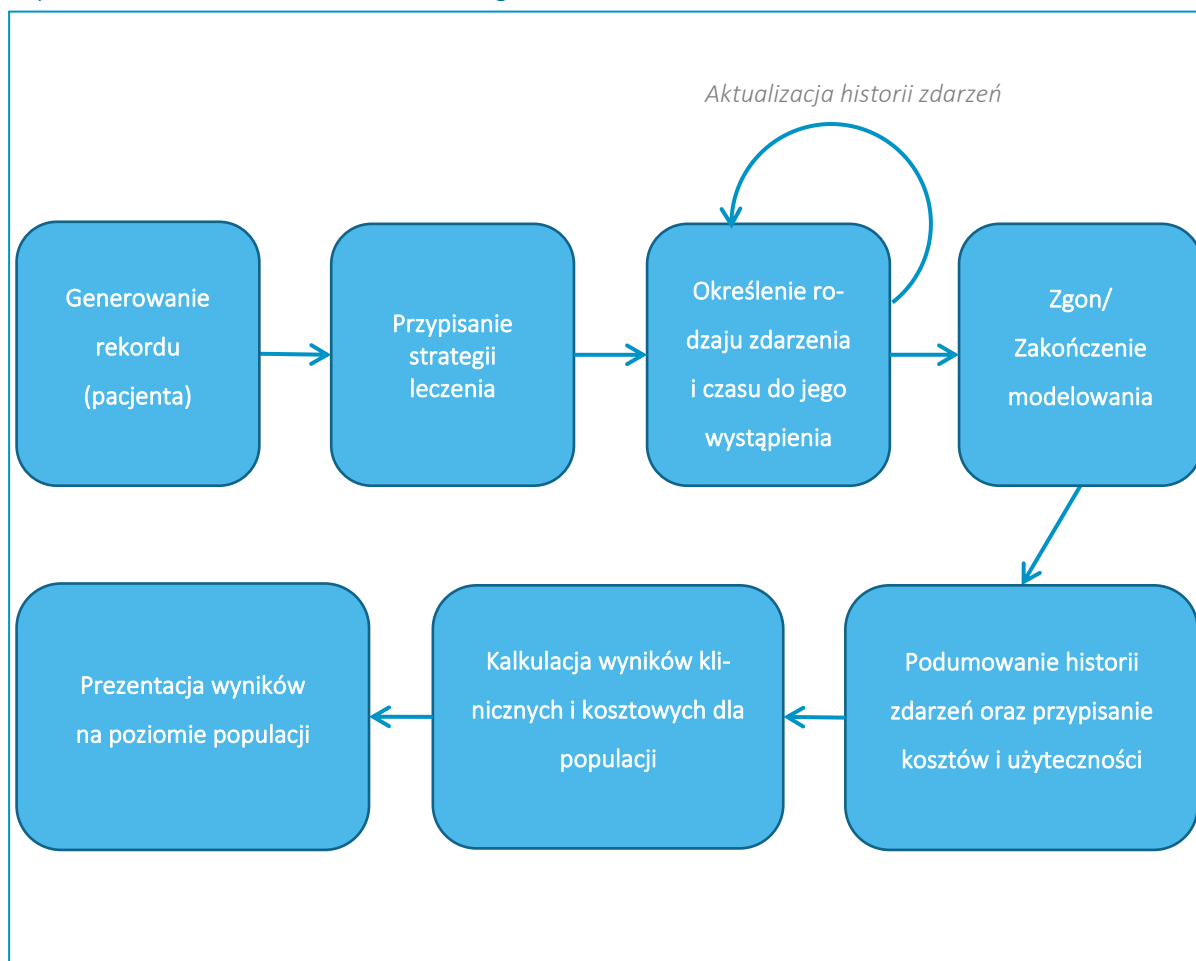 Aktualizacja historii zdarzeń
Generowanie
rekordu
(pacjenta)
Przypisanie
strategii
leczenia
Określenie ro-
dzaju zdarzenia
i czasu do jego
wystąpienia
Zgon/
Zakończenie
modelowania
Prezentacja wyników
na poziomie populacji
Kalkulacja wyników kli-
nicznych i kosztowych dla
populacji
Podumowanie historii
zdarzeń oraz przypisanie
kosztów i użyteczności